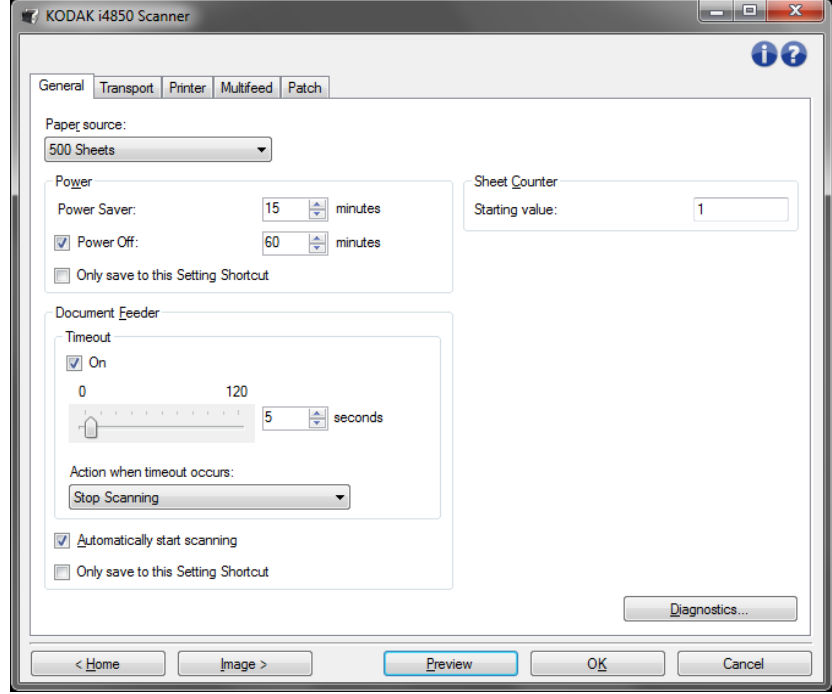 KODAK i4850 Scanner
General Transport Printer Multifeed Patch
Paper source:
500 Sheets
Power
Power Saver: 15 minutes
Power Off: 60 minutes
Only save to this Setting Shortcut
Sheet Counter
Starting value: 1
Document Feeder
Timeout
On
0 120
5 seconds
Action when timeout occurs:
Stop Scanning
Automatically start scanning
Only save to this Setting Shortcut
Diagnostics...
< Home Image > Preview OK Cancel